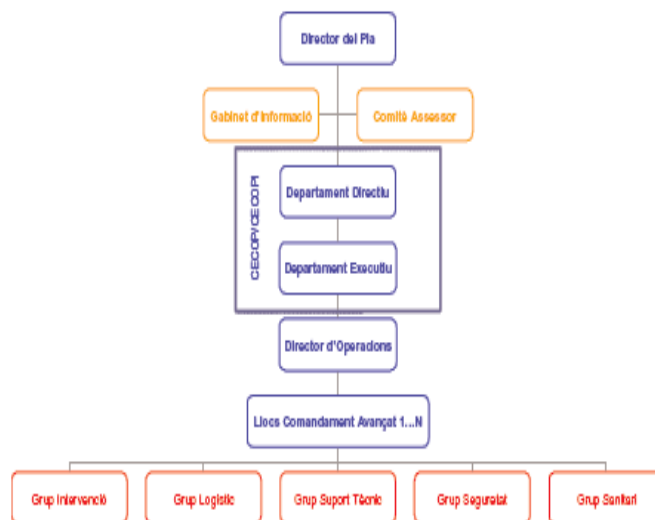 Director del Pla
Gabinet d'Informació
Comitè Assessor
CECOP/CECOPI
Departament Directiu
Departament Executiu
Director d'Operacions
Llocs Comandament Avançat 1...N
Grup Intervenció
Grup Logístic
Grup Suport Tècnic
Grup Seguretat
Grup Sanitari